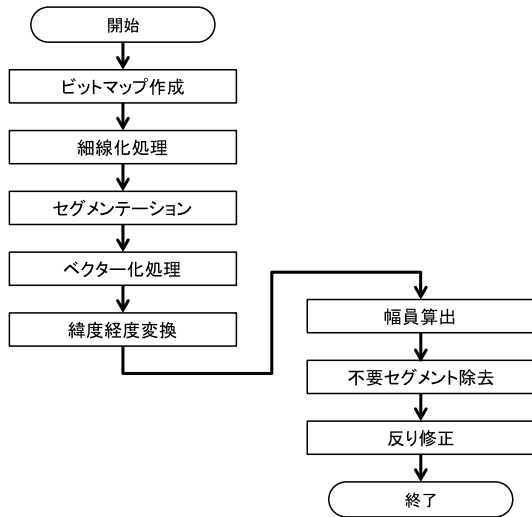 開始
ビットマップ作成
細線化処理
セグメンテーション
ベクター化処理
緯度経度変換
幅員算出
不要セグメント除去
反り修正
終了